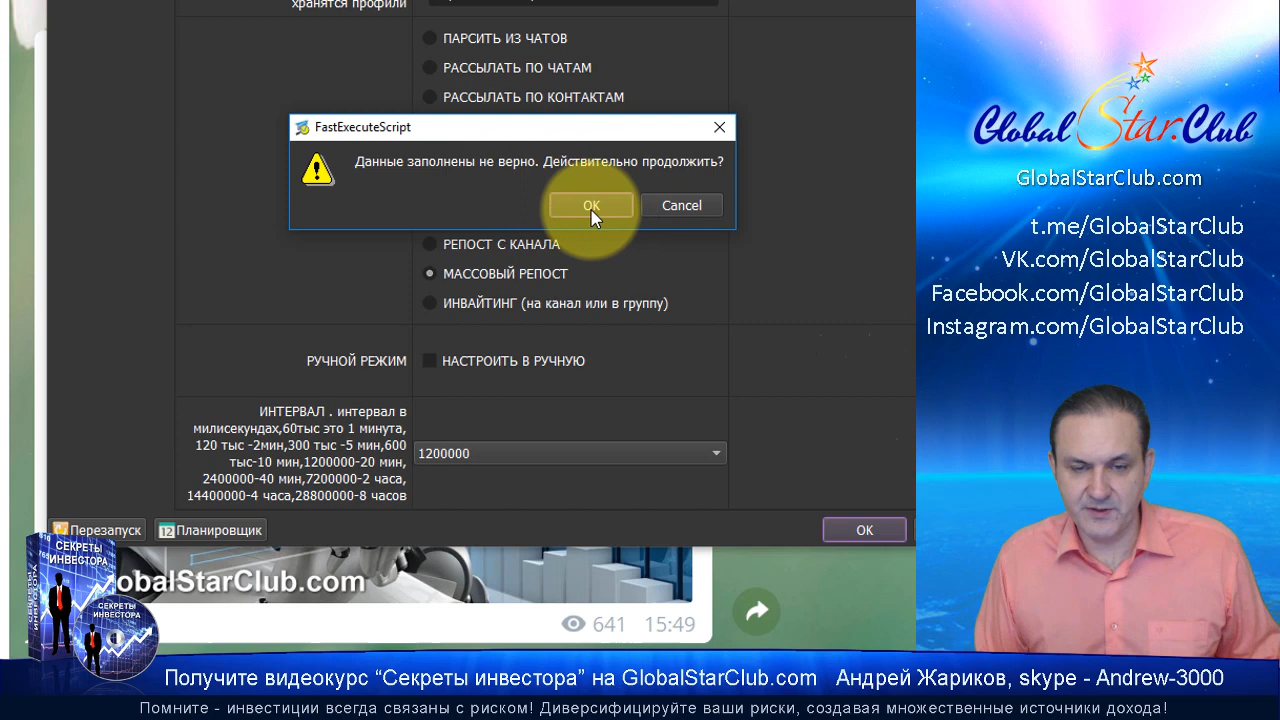 хранятся профили
ПАРСИТЬ ИЗ ЧАТОВ
РАССЫЛАТЬ ПО ЧАТАМ
РАССЫЛАТЬ ПО КОНТАКТАМ
FastExecuteScript
Данные заполнены не верно. Действительно продолжить?
OK
Cancel
РЕПОСТ С КАНАЛА
МАССОВЫЙ РЕПОСТ
ИНВАЙТИНГ (на канал или в группу)
РУЧНОЙ РЕЖИМ
НАСТРОИТЬ В РУЧНУЮ
ИНТЕРВАЛ . интервал в
милисекундах,60тыс это 1 минута,
120 тыс -2мин,300 тыс -5 мин,600
тыс-10 мин,1200000-20 мин,
2400000-40 мин,7200000-2 часа,
14400000-4 часа,28800000-8 часов
1200000
Перезапуск
12 Планировщик
OK
obalStarClub.com
641 15:49
СЕКРЕТЫ
ИНВЕСТОРА
СЕКРЕТЫ
ИНВЕСТОРА
Global Star.Club
GlobalStarClub.com
t.me/GlobalStarClub
VK.com/GlobalStarClub
Facebook.com/GlobalStarClub
Instagram.com/GlobalStarClub
Получите видеокурс “Секреты инвестора” на GlobalStarClub.com Андрей Жариков, skype - Andrew-3000
Помните - инвестиции всегда связаны с риском! Диверсифицируйте ваши риски, создавая множественные источники дохода!